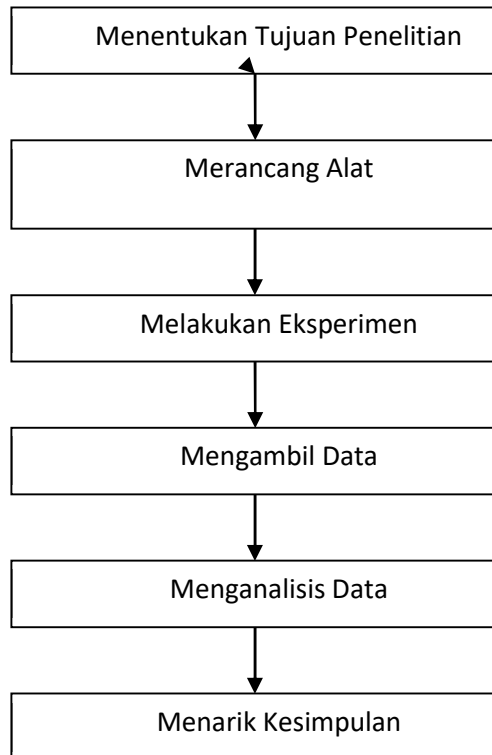 Menentukan Tujuan Penelitian
Merancang Alat
Melakukan Eksperimen
Mengambil Data
Menganalisis Data
Menarik Kesimpulan